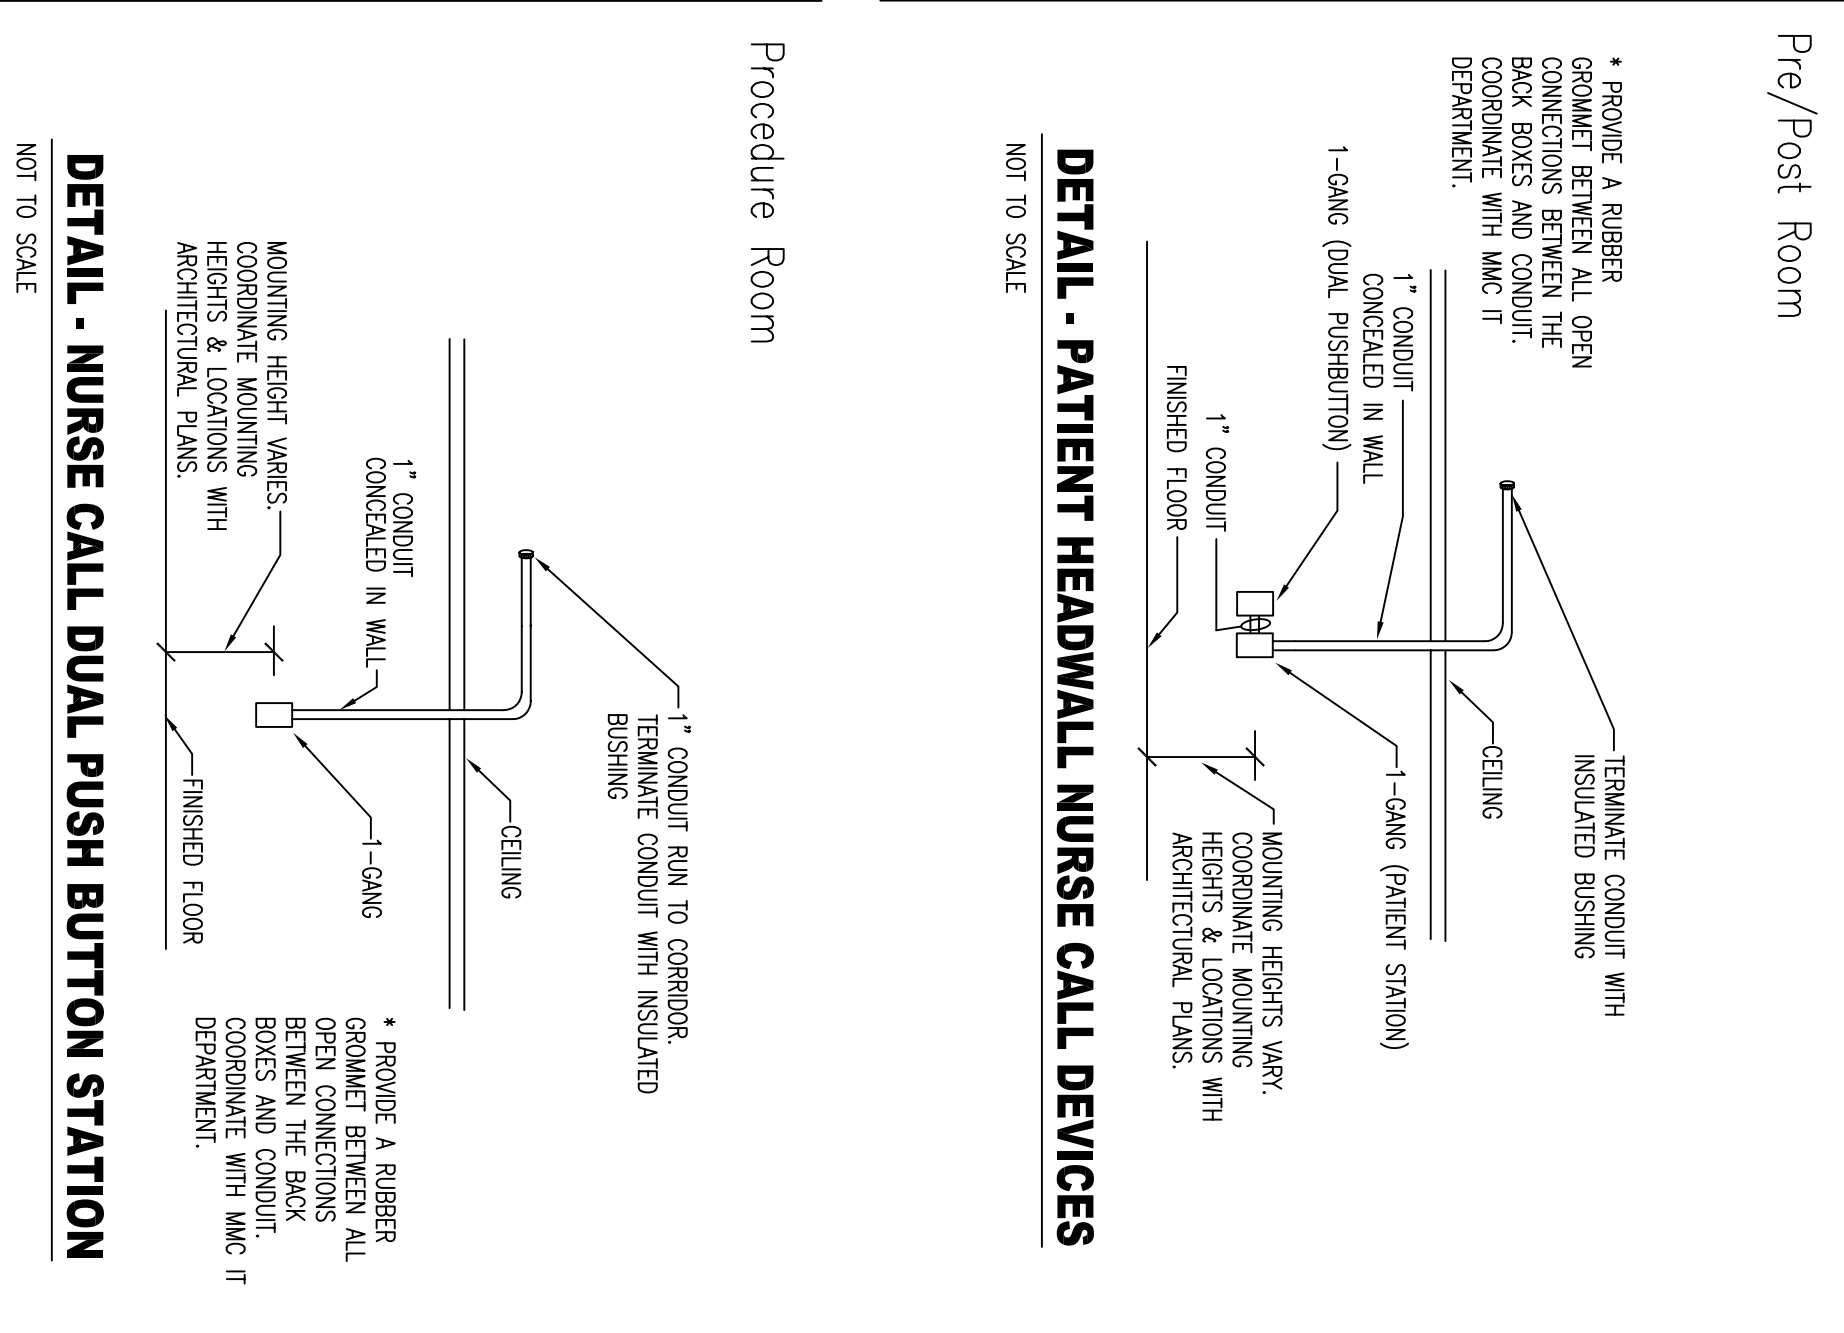 Pre/Post Room
* PROVIDE A RUBBER
GROMMET BETWEEN ALL OPEN
CONNECTIONS BETWEEN THE
BACK BOXES AND CONDUIT.
COORDINATE WITH MMC IT
DEPARTMENT.
TERMINATE CONDUIT WITH
INSULATED BUSHING
CEILING
1" CONDUIT
CONCEALED IN WALL
1-GANG (PATIENT STATION)
1-GANG (DUAL PUSHBUTTON)
MOUNTING HEIGHTS VARY.
COORDINATE MOUNTING
HEIGHTS & LOCATIONS WITH
ARCHITECTURAL PLANS.
1" CONDUIT
FINISHED FLOOR
DETAIL - PATIENT HEADWALL NURSE CALL DEVICES
NOT TO SCALE
Procedure Room
1" CONDUIT RUN TO CORRIDOR.
TERMINATE CONDUIT WITH INSULATED
BUSHING
CEILING
1" CONDUIT
CONCEALED IN WALL
1-GANG
* PROVIDE A RUBBER
GROMMET BETWEEN ALL
OPEN CONNECTIONS
BETWEEN THE BACK
BOXES AND CONDUIT.
COORDINATE WITH MMC IT
DEPARTMENT.
MOUNTING HEIGHT VARIES.
COORDINATE MOUNTING
HEIGHTS & LOCATIONS WITH
ARCHITECTURAL PLANS.
FINISHED FLOOR
DETAIL - NURSE CALL DUAL PUSH BUTTON STATION
NOT TO SCALE